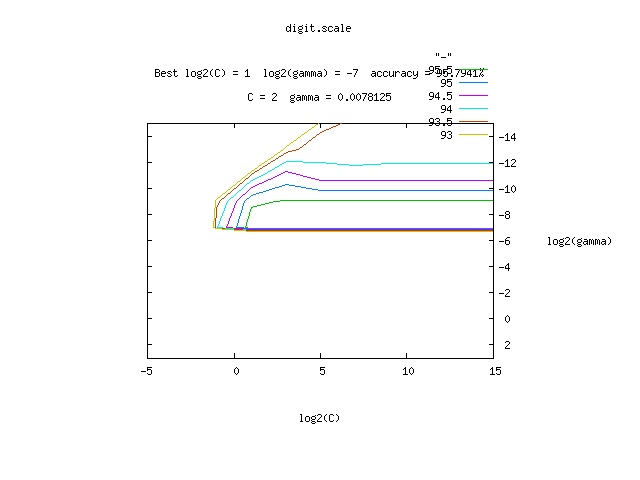 digit.scale
"-"
95.5
Best log2(C) = 1 log2(gamma) = -7 accuracy = 95.7941%
95
C = 2 gamma = 0.0078125
94.5
94
93.5
93
-14
-12
-10
-8
-6
log2(gamma)
-4
-2
0
2
-5 0 5 10 15
log2(C)